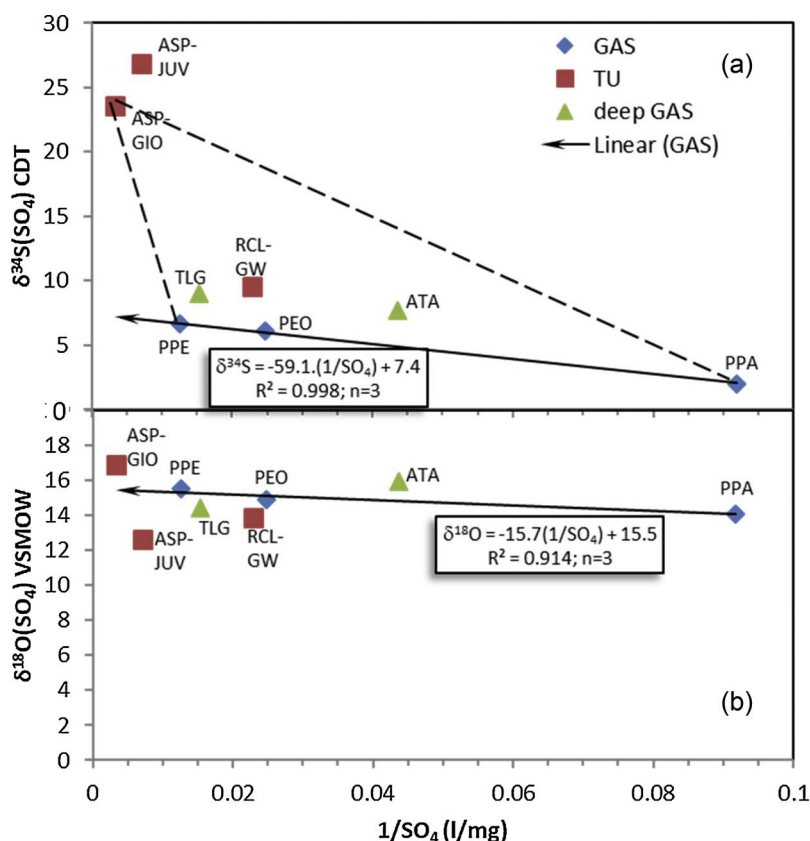 30
25
20
15
10
5
0
δ³⁴S(SO₄) CDT
ASP-
JUV
ASP-
GIO
RCL-
GW
TLG
ATA
PPE
PEO
PPA
GAS
TU
deep GAS
Linear (GAS)
(a)
δ³⁴S = -59.1.(1/SO₄) + 7.4
R² = 0.998; n=3
18
16
14
12
10
8
6
4
2
0
δ¹⁸O(SO₄) VSMOW
ASP-
GIO
PPE
PEO
ATA
PPA
ASP-
JUV
TLG
RCL-
GW
δ¹⁸O = -15.7(1/SO₄) + 15.5
R² = 0.914; n=3
(b)
0
0.02
0.04
0.06
0.08
0.1
1/SO₄ (l/mg)